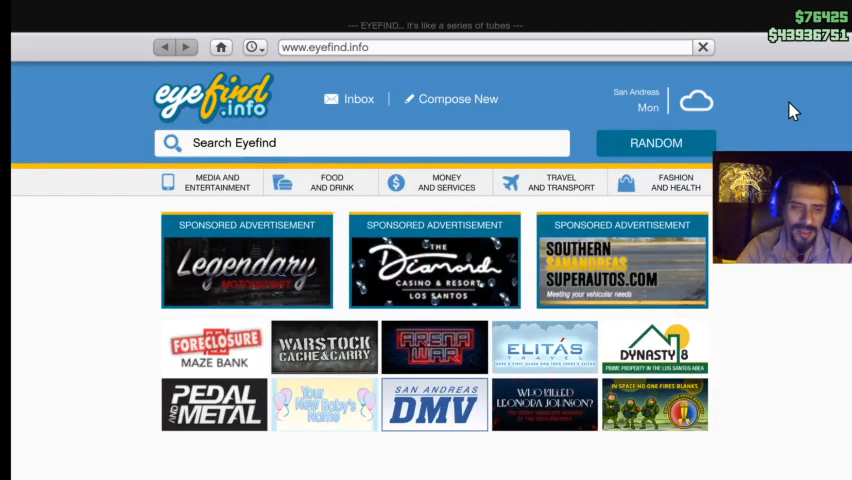 $76425
--- EYEFIND... It's like a series of tubes ---
$43936751
www.eyefind.info
eyefind
.info
Inbox
Compose New
San Andreas
Mon
Search Eyefind
RANDOM
MEDIA AND
ENTERTAINMENT
FOOD
AND DRINK
MONEY
AND SERVICES
TRAVEL
AND TRANSPORT
FASHION
AND HEALTH
SPONSORED ADVERTISEMENT
SPONSORED ADVERTISEMENT
SPONSORED ADVERTISEMENT
Legendary
MOTORSPORT
THE
Diamond
CASINO & RESORT
LOS SANTOS
SOUTHERN
SANANDREAS
SUPERAUTOS.COM
Meeting your vehicular needs
FORECLOSURE
MAZE BANK
WARSTOCK
CACHE & CARRY
ARENA
WAR
ELITÁS
TRAVEL
DYNASTY 8
PRIME PROPERTY IN THE LOS SANTOS AREA
PEDAL
AND
METAL
Your
New Baby's
Name
SAN ANDREAS
DMV
WHO KILLED
LEONORA JOHNSON?
IN SPACE NO ONE FIRES BLANKS